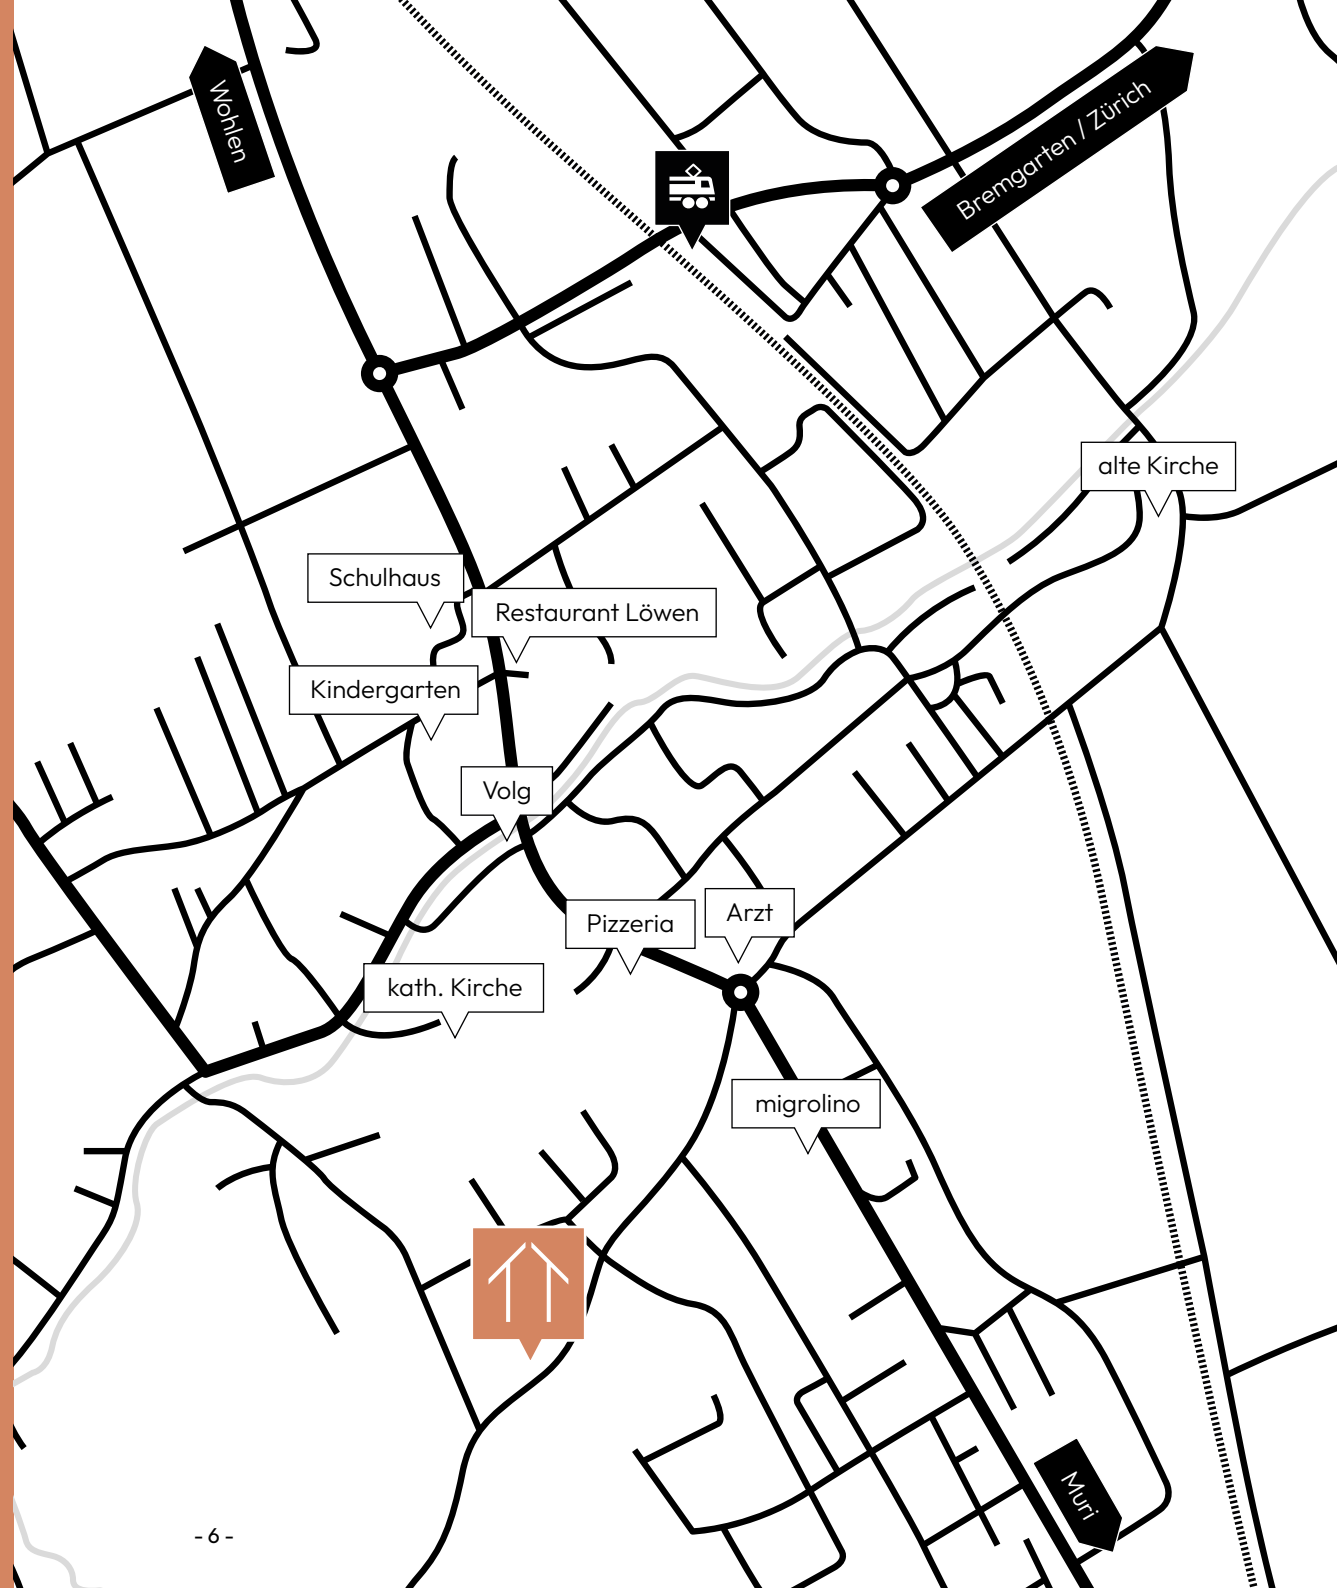 Wohlen
Bremgarten / Zürich
alte Kirche
Schulhaus
Restaurant Löwen
Kindergarten
Volg
Pizzeria
Arzt
kath. Kirche
migrolino
Muri
- 6 -